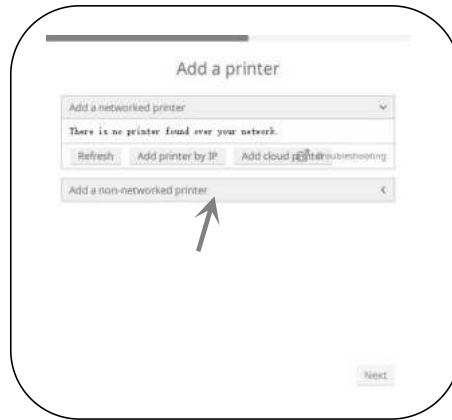 Add a printer
Add a networked printer
There is no printer found over your network.
Refresh Add printer by IP Add cloud printer Troubleshooting
Add a non-networked printer
Next